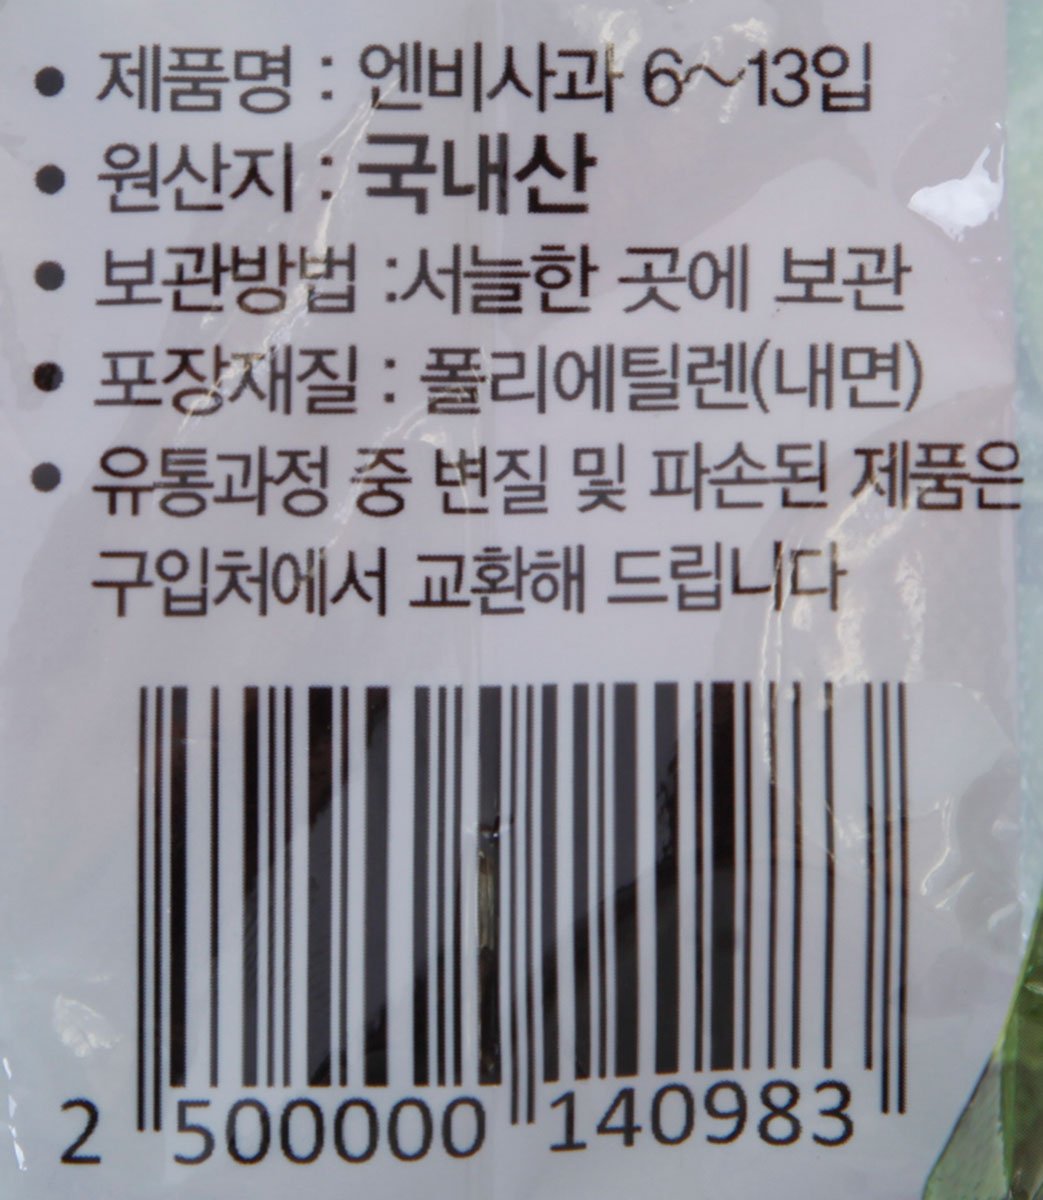 • 제품명 : 엔비사과 6~13입
• 원산지 : 국내산
• 보관방법 :서늘한 곳에 보관
• 포장재질 : 폴리에틸렌(내면)
• 유통과정 중 변질 및 파손된 제품은
구입처에서 교환해 드립니다
2 500000 140983